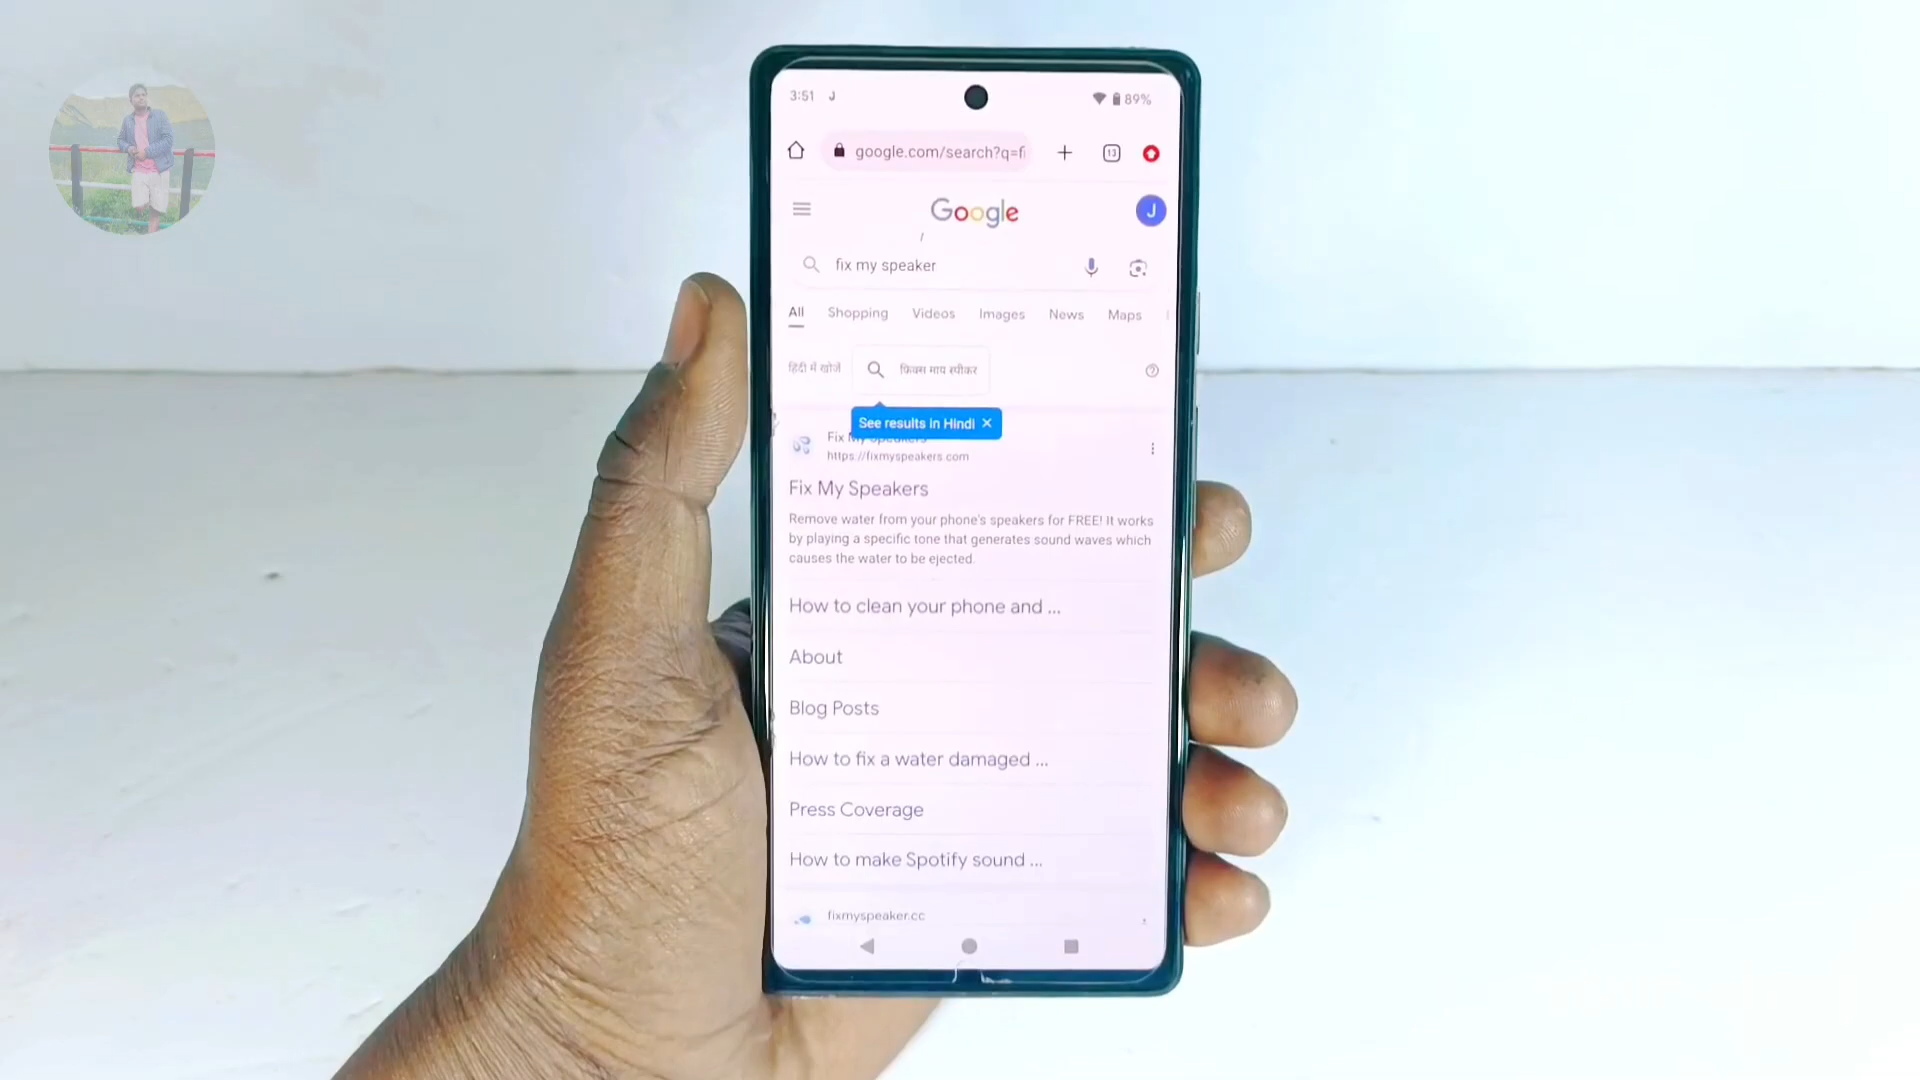 3:51 J 89%
google.com/search?q=fi
13
Google
J
fix my speaker
All Shopping Videos Images News Maps
हिंदी में खोजें फिक्स माय स्पीकर
See results in Hindi ×
Fix My Speakers
https://fixmyspeakers.com
Fix My Speakers
Remove water from your phone's speakers for FREE! It works
by playing a specific tone that generates sound waves which
causes the water to be ejected.
How to clean your phone and ...
About
Blog Posts
How to fix a water damaged ...
Press Coverage
How to make Spotify sound ...
fixmyspeaker.cc